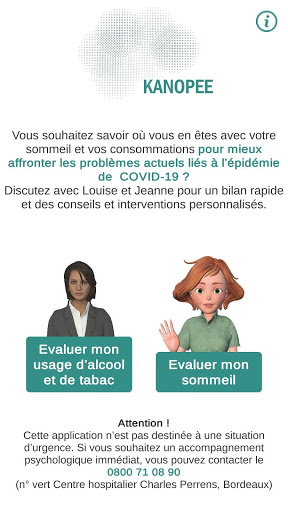 KANOPEE
Vous souhaitez savoir où vous en êtes avec votre
sommeil et vos consommations pour mieux
affronter les problèmes actuels liés à l'épidémie
de COVID-19 ?
Discutez avec Louise et Jeanne pour un bilan rapide
et des conseils et interventions personnalisés.
Evaluer mon
usage d'alcool
et de tabac
Evaluer mon
sommeil
Attention !
Cette application n'est pas destinée à une situation
d'urgence. Si vous souhaitez un accompagnement
psychologique immédiat, vous pouvez contacter le
0800 71 08 90
(n° vert Centre hospitalier Charles Perrens, Bordeaux)